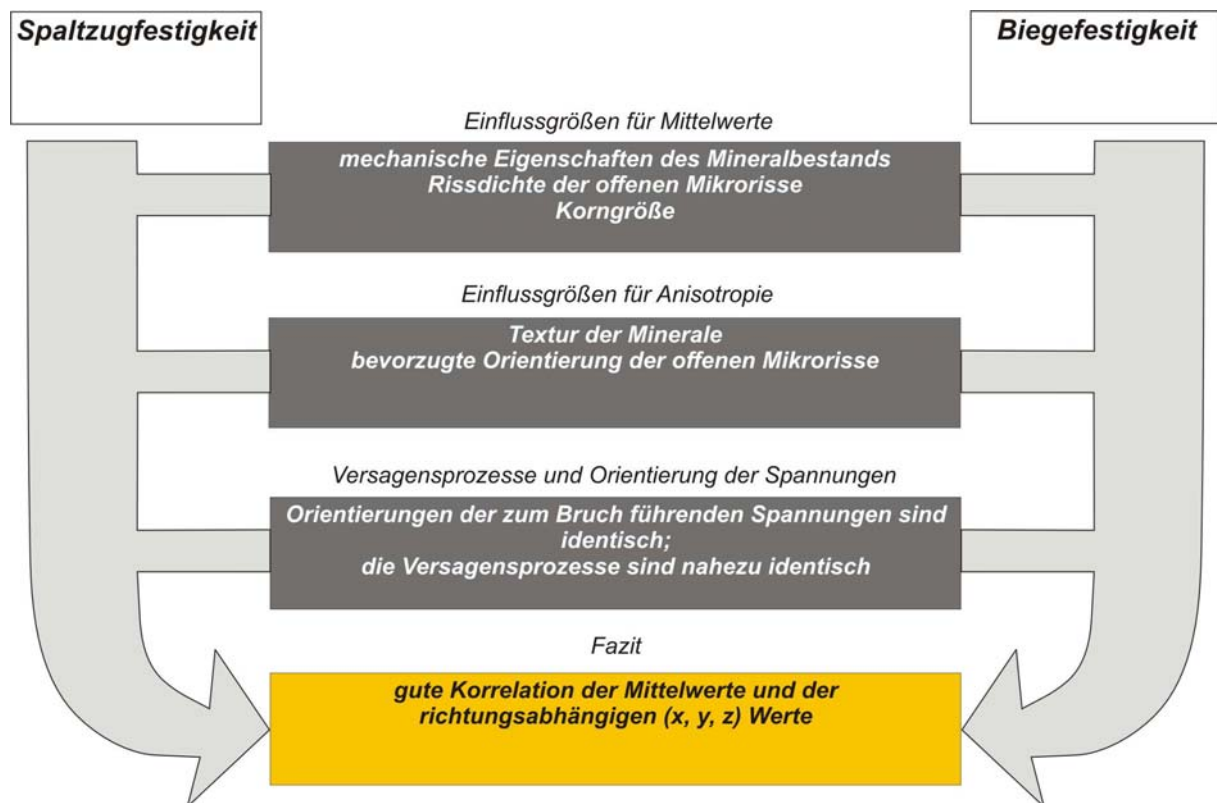 Spaltzugfestigkeit
Biegefestigkeit
Einflussgrößen für Mittelwerte
mechanische Eigenschaften des Mineralbestands
Rissdichte der offenen Mikrorisse
Korngröße
Einflussgrößen für Anisotropie
Textur der Minerale
bevorzugte Orientierung der offenen Mikrorisse
Versagensprozesse und Orientierung der Spannungen
Orientierungen der zum Bruch führenden Spannungen sind
identisch;
die Versagensprozesse sind nahezu identisch
Fazit
gute Korrelation der Mittelwerte und der
richtungsabhängigen (x, y, z) Werte